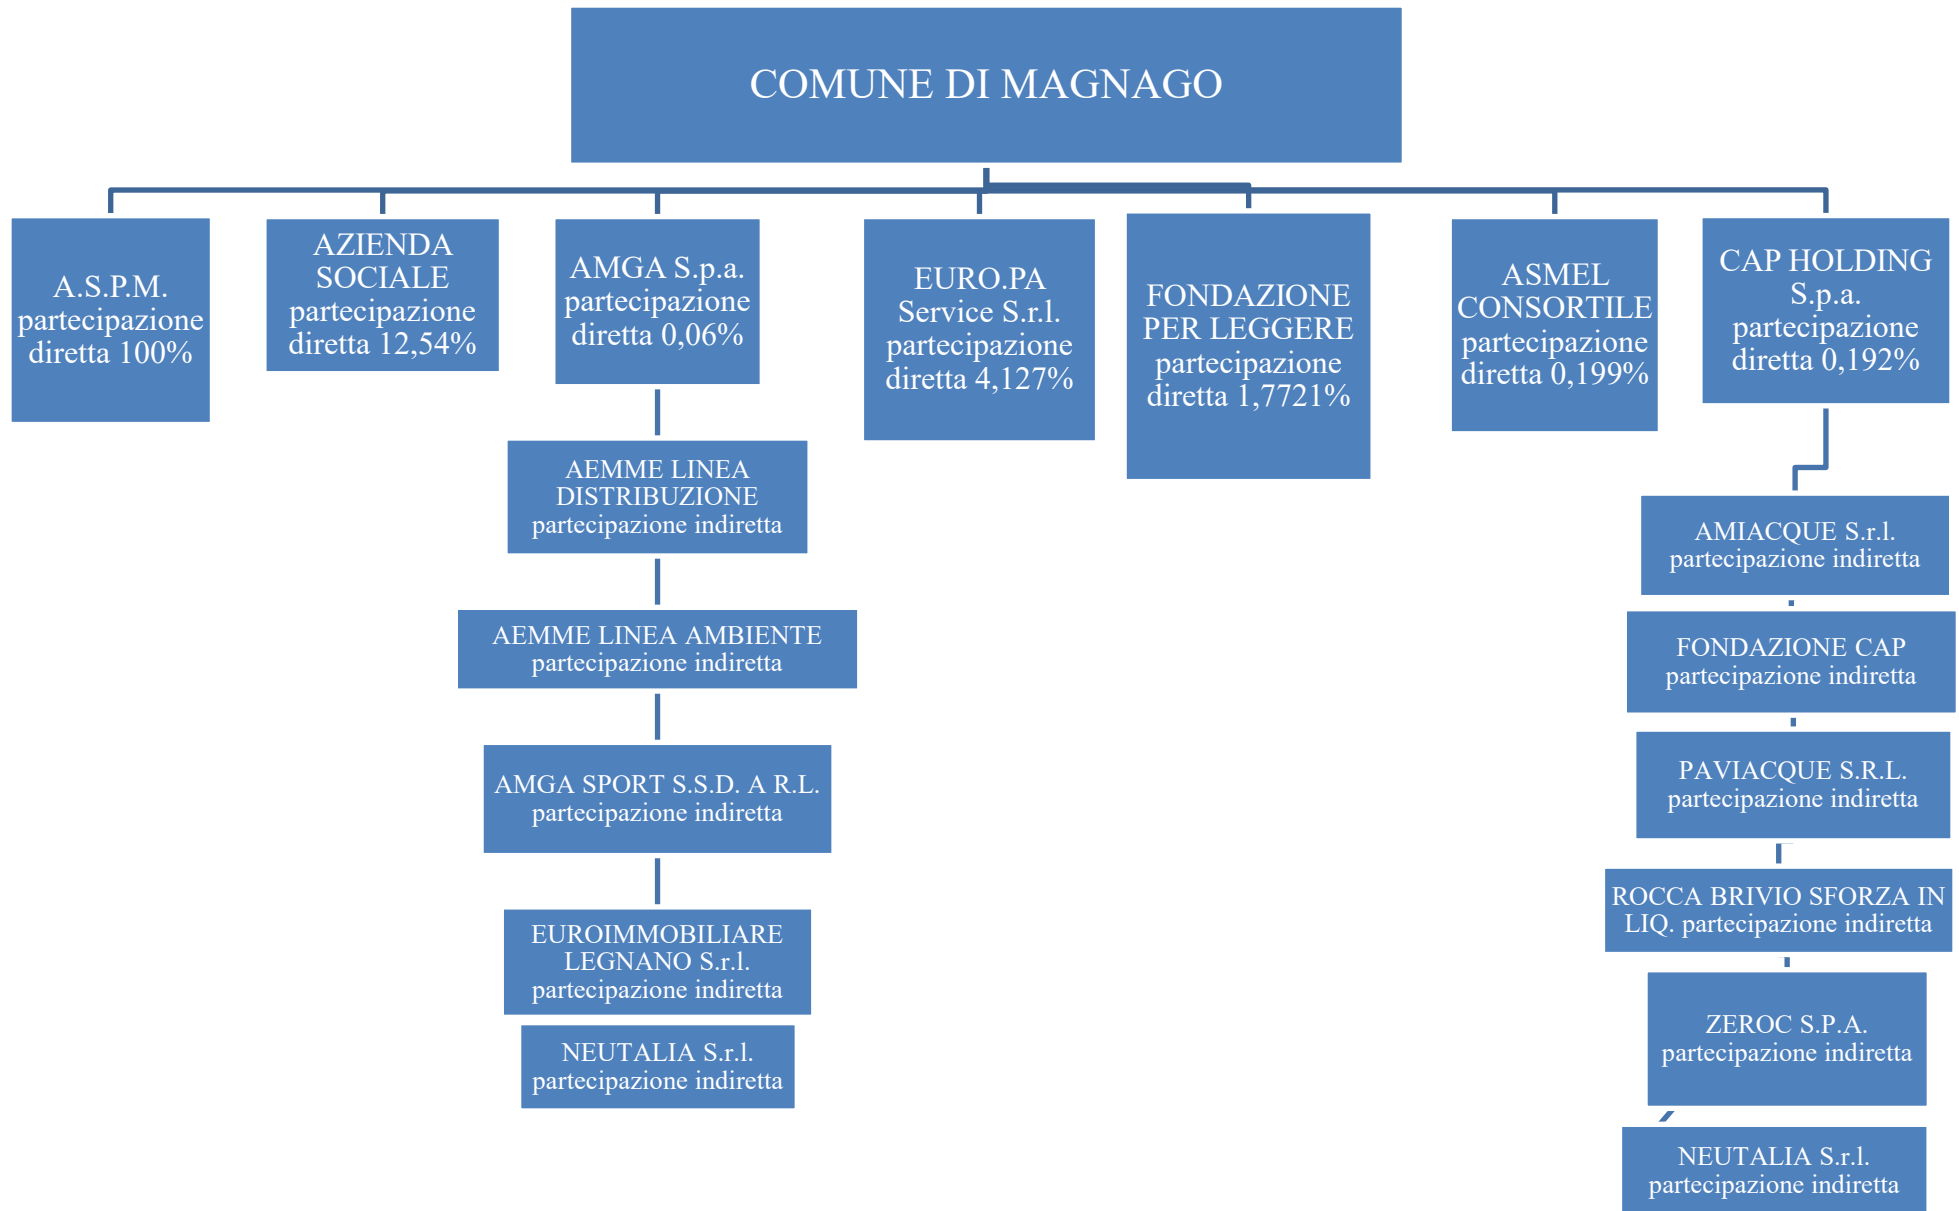 COMUNE DI MAGNAGO
A.S.P.M.
partecipazione
diretta 100%
AZIENDA
SOCIALE
partecipazione
diretta 12,54%
AMGA S.p.a.
partecipazione
diretta 0,06%
EURO.PA
Service S.r.l.
partecipazione
diretta 4,127%
FONDAZIONE
PER LEGGERE
partecipazione
diretta 1,7721%
ASMEL
CONSORTILE
partecipazione
diretta 0,199%
CAP HOLDING
S.p.a.
partecipazione
diretta 0,192%
AEMME LINEA
DISTRIBUZIONE
partecipazione indiretta
AEMME LINEA AMBIENTE
partecipazione indiretta
AMGA SPORT S.S.D. A R.L.
partecipazione indiretta
EUROIMMOBILIARE
LEGNANO S.r.l.
partecipazione indiretta
NEUTALIA S.r.l.
partecipazione indiretta
AMIACQUE S.r.l.
partecipazione indiretta
FONDAZIONE CAP
partecipazione indiretta
PAVIACQUE S.R.L.
partecipazione indiretta
ROCCA BRIVIO SFORZA IN
LIQ. partecipazione indiretta
ZEROC S.P.A.
partecipazione indiretta
NEUTALIA S.r.l.
partecipazione indiretta